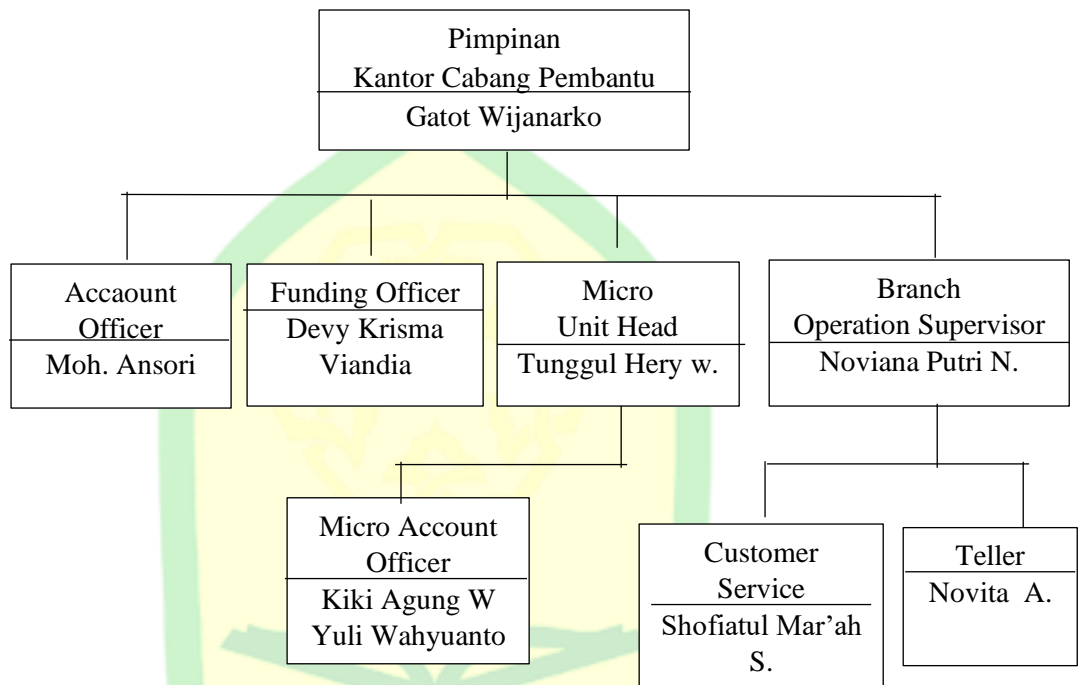 Pimpinan
Kantor Cabang Pembantu
Gatot Wijanarko
Accaount
Officer
Moh. Ansori
Funding Officer
Devy Krisma
Viandia
Micro
Unit Head
Tunggul Hery w.
Branch
Operation Supervisor
Noviana Putri N.
Micro Account
Officer
Kiki Agung W
Yuli Wahyuanto
Customer
Service
Shofiatul Mar’ah
S.
Teller
Novita A.